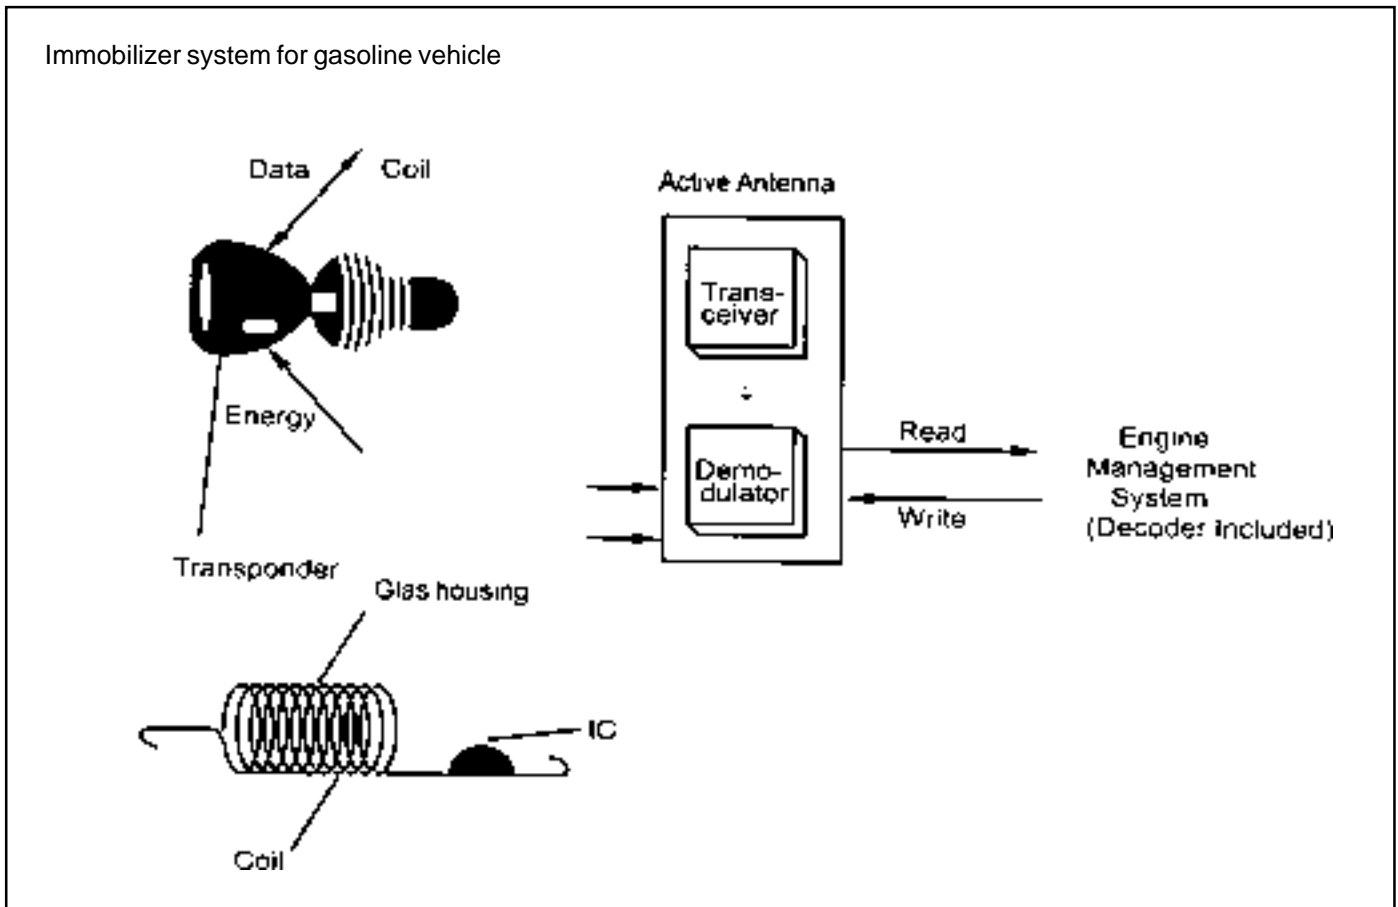 Immobilizer system for gasoline vehicle
Data
Coil
Active Antenna
Trans-
ceiver
Energy
Read
Engine
Management
System
(Decoder included)
Demo-
dulator
Write
Transponder
Glas housing
IC
Coil